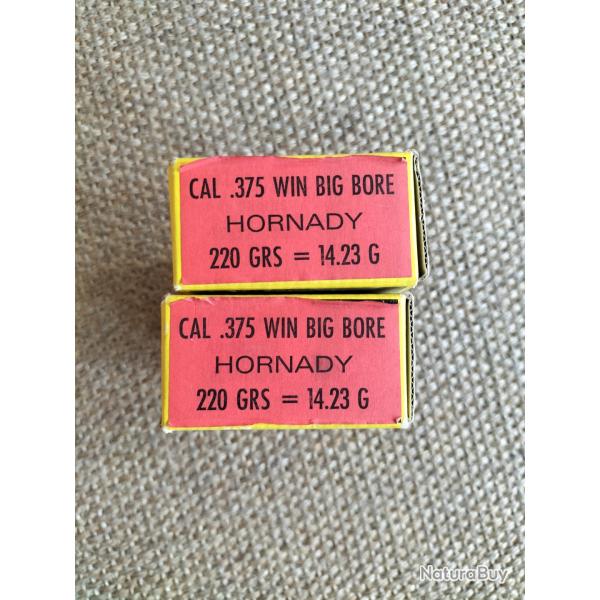 CAL .375 WIN BIG BORE
HORNADY
220 GRS = 14.23 G
CAL .375 WIN BIG BORE
HORNADY
220 GRS = 14.23 G
NaturaBuy